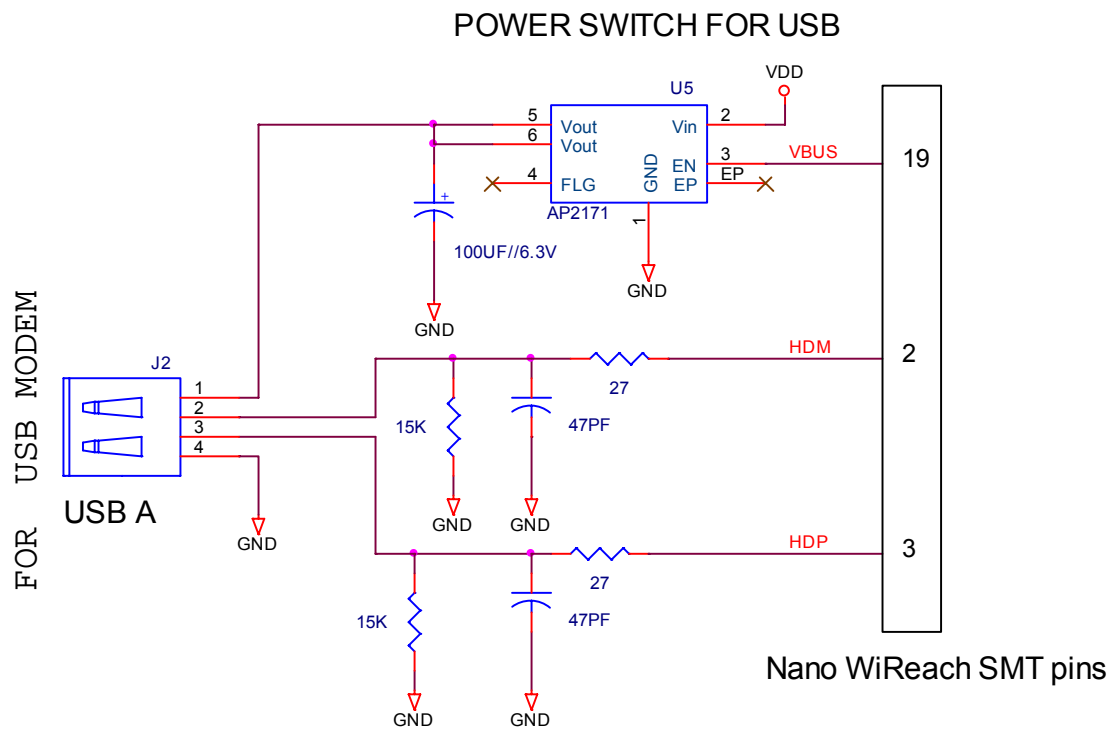 POWER SWITCH FOR USB
VDD
U5
5
Vout
Vin
2
6
Vout
3
VBUS
19
EN
4
FLG
GND
EP
EP
AP2171
1
+
100UF//6.3V
GND
GND
FOR USB MODEM
J2
HDM
2
1
27
2
15K
47PF
3
4
USB A
GND
GND
GND
HDP
3
27
15K
47PF
Nano WiReach SMT pins
GND
GND